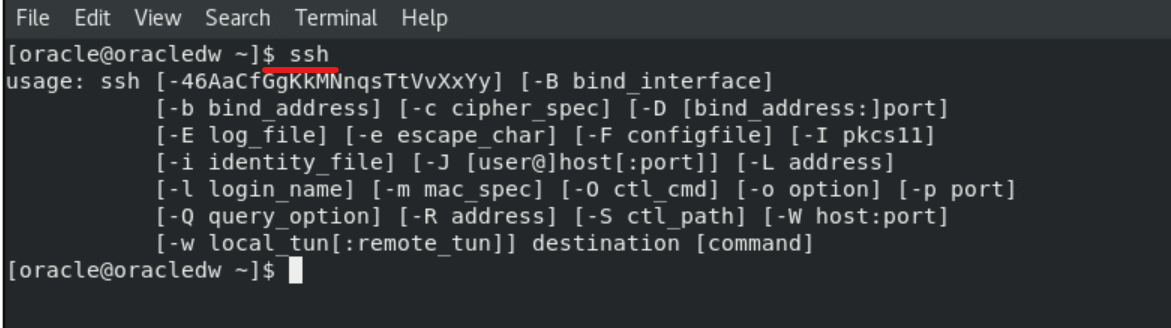 File Edit View Search Terminal Help
[oracle@oracledw ~]$ ssh
usage: ssh [-46AaCfGgKkMNnqsTtVvXxYy] [-B bind_interface]
           [-b bind_address] [-c cipher_spec] [-D [bind_address:]port]
           [-E log_file] [-e escape_char] [-F configfile] [-I pkcs11]
           [-i identity_file] [-J [user@]host[:port]] [-L address]
           [-l login_name] [-m mac_spec] [-O ctl_cmd] [-o option] [-p port]
           [-Q query_option] [-R address] [-S ctl_path] [-W host:port]
           [-w local_tun[:remote_tun]] destination [command]
[oracle@oracledw ~]$